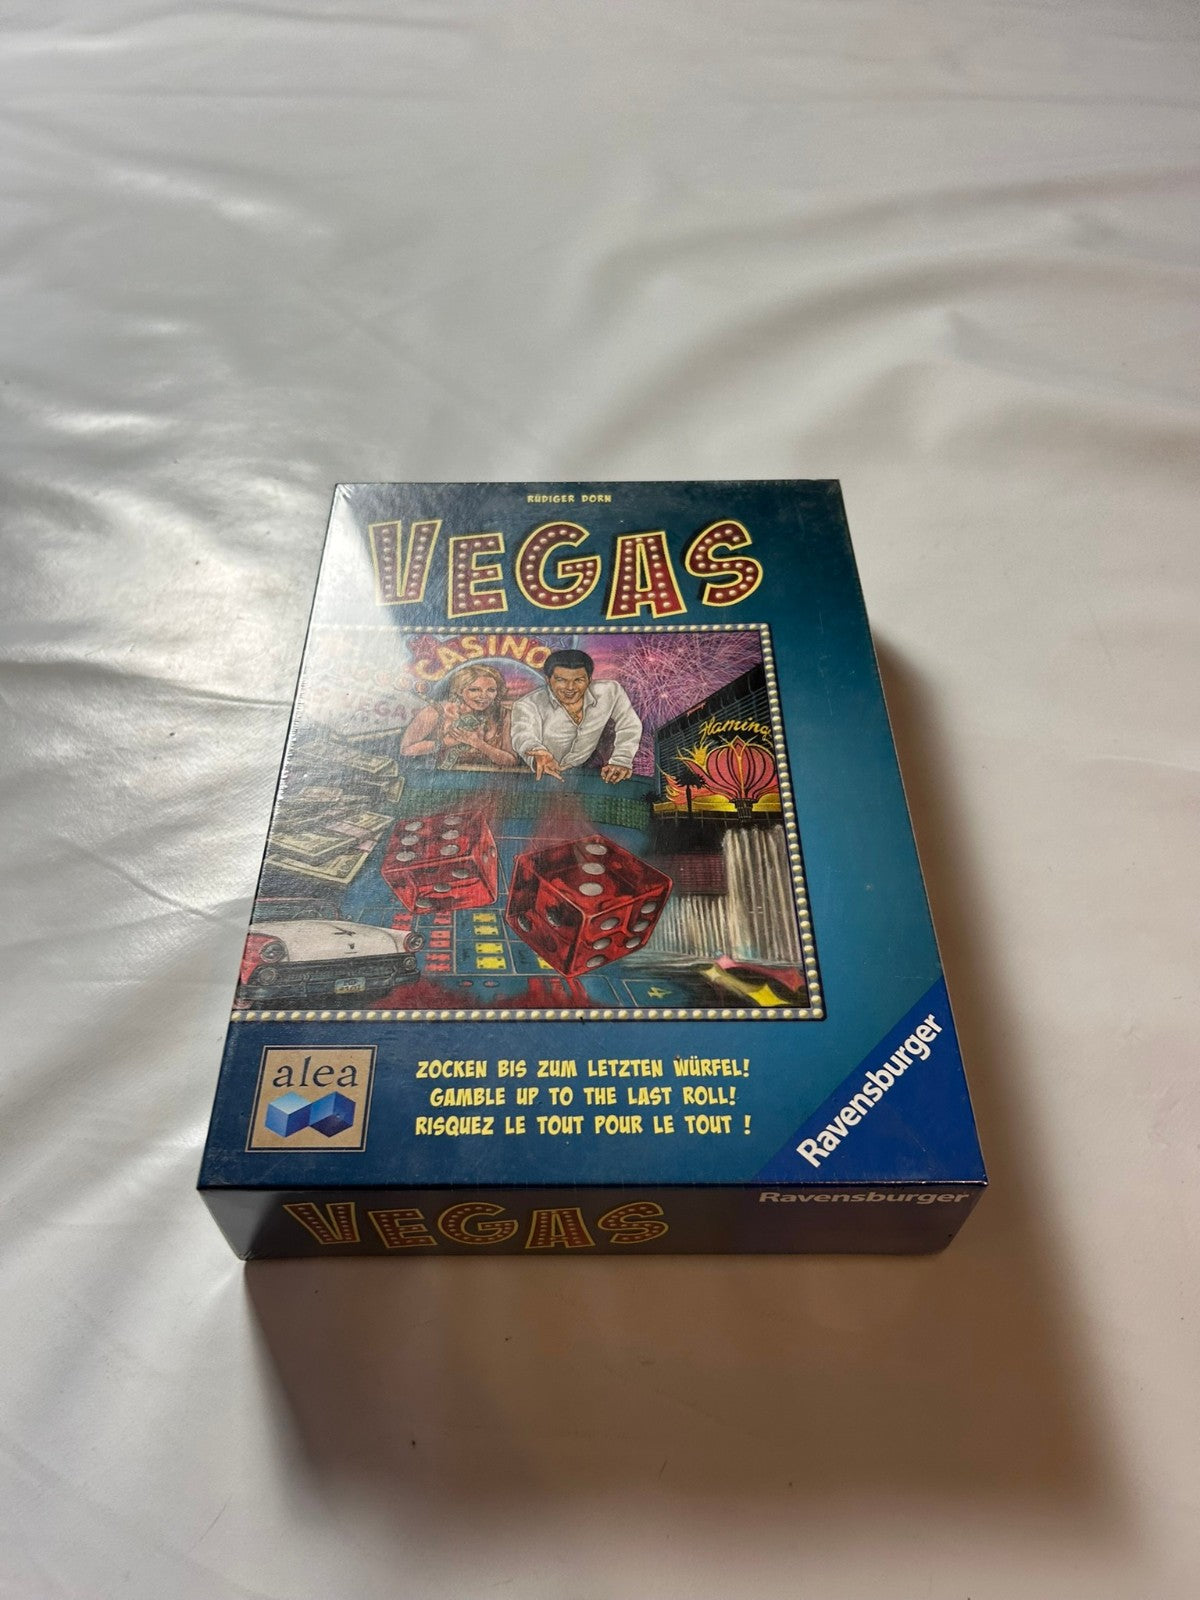 RÜDIGER DORN
VEGAS
CASINO
VEGAS
Flamingo
alea
ZOCKEN BIS ZUM LETZTEN WÜRFEL!
GAMBLE UP TO THE LAST ROLL!
RISQUEZ LE TOUT POUR LE TOUT !
Ravensburger
VEGAS
Ravensburger